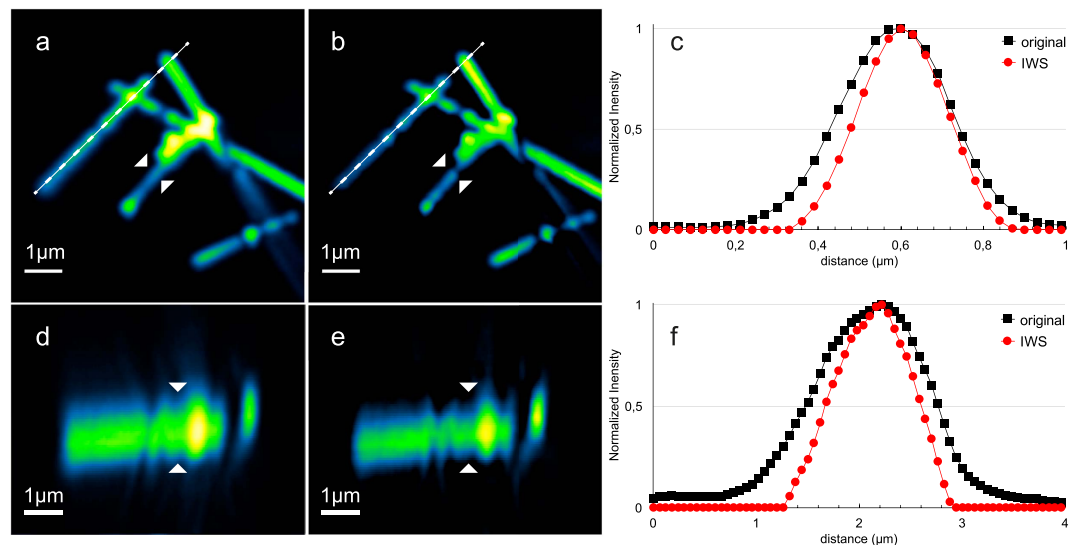 a
1μm
b
1μm
c
original
IWS
Normalized Inensity
1
0,5
0
0
0,2
0,4
0,6
0,8
1
distance (μm)
d
1μm
e
1μm
f
original
IWS
Normalized Inensity
1
0,5
0
0
1
2
3
4
distance (μm)